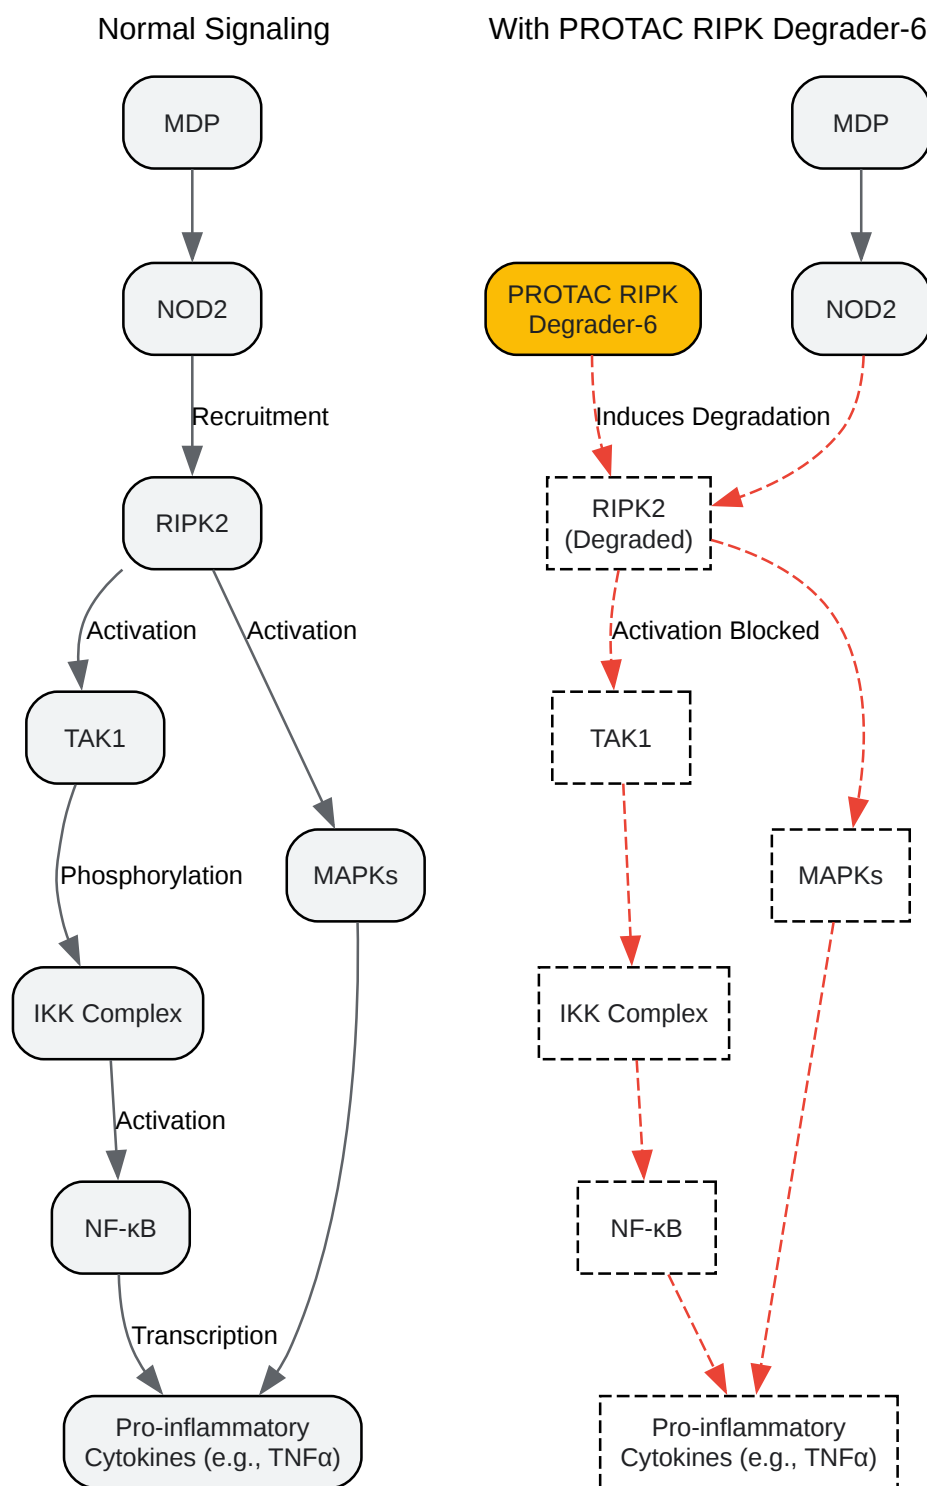 Normal Signaling
MDP
NOD2
Recruitment
RIPK2
Activation
Activation
TAK1
Phosphorylation
MAPKs
IKK Complex
Activation
NF-κB
Transcription
Pro-inflammatory
Cytokines (e.g., TNFα)
With PROTAC RIPK Degrader-6
MDP
PROTAC RIPK
Degrader-6
NOD2
Induces Degradation
RIPK2
(Degraded)
Activation Blocked
TAK1
MAPKs
IKK Complex
NF-κB
Pro-inflammatory
Cytokines (e.g., TNFα)